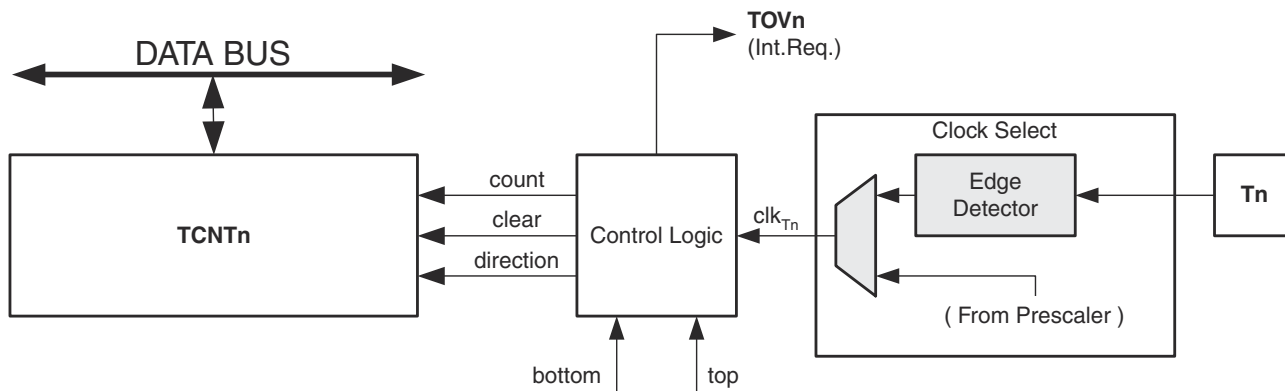 TOVn
(Int.Req.)
DATA BUS
Clock Select
count
clear
direction
TCNTn
Control Logic
clkTn
Edge
Detector
Tn
( From Prescaler )
bottom
top